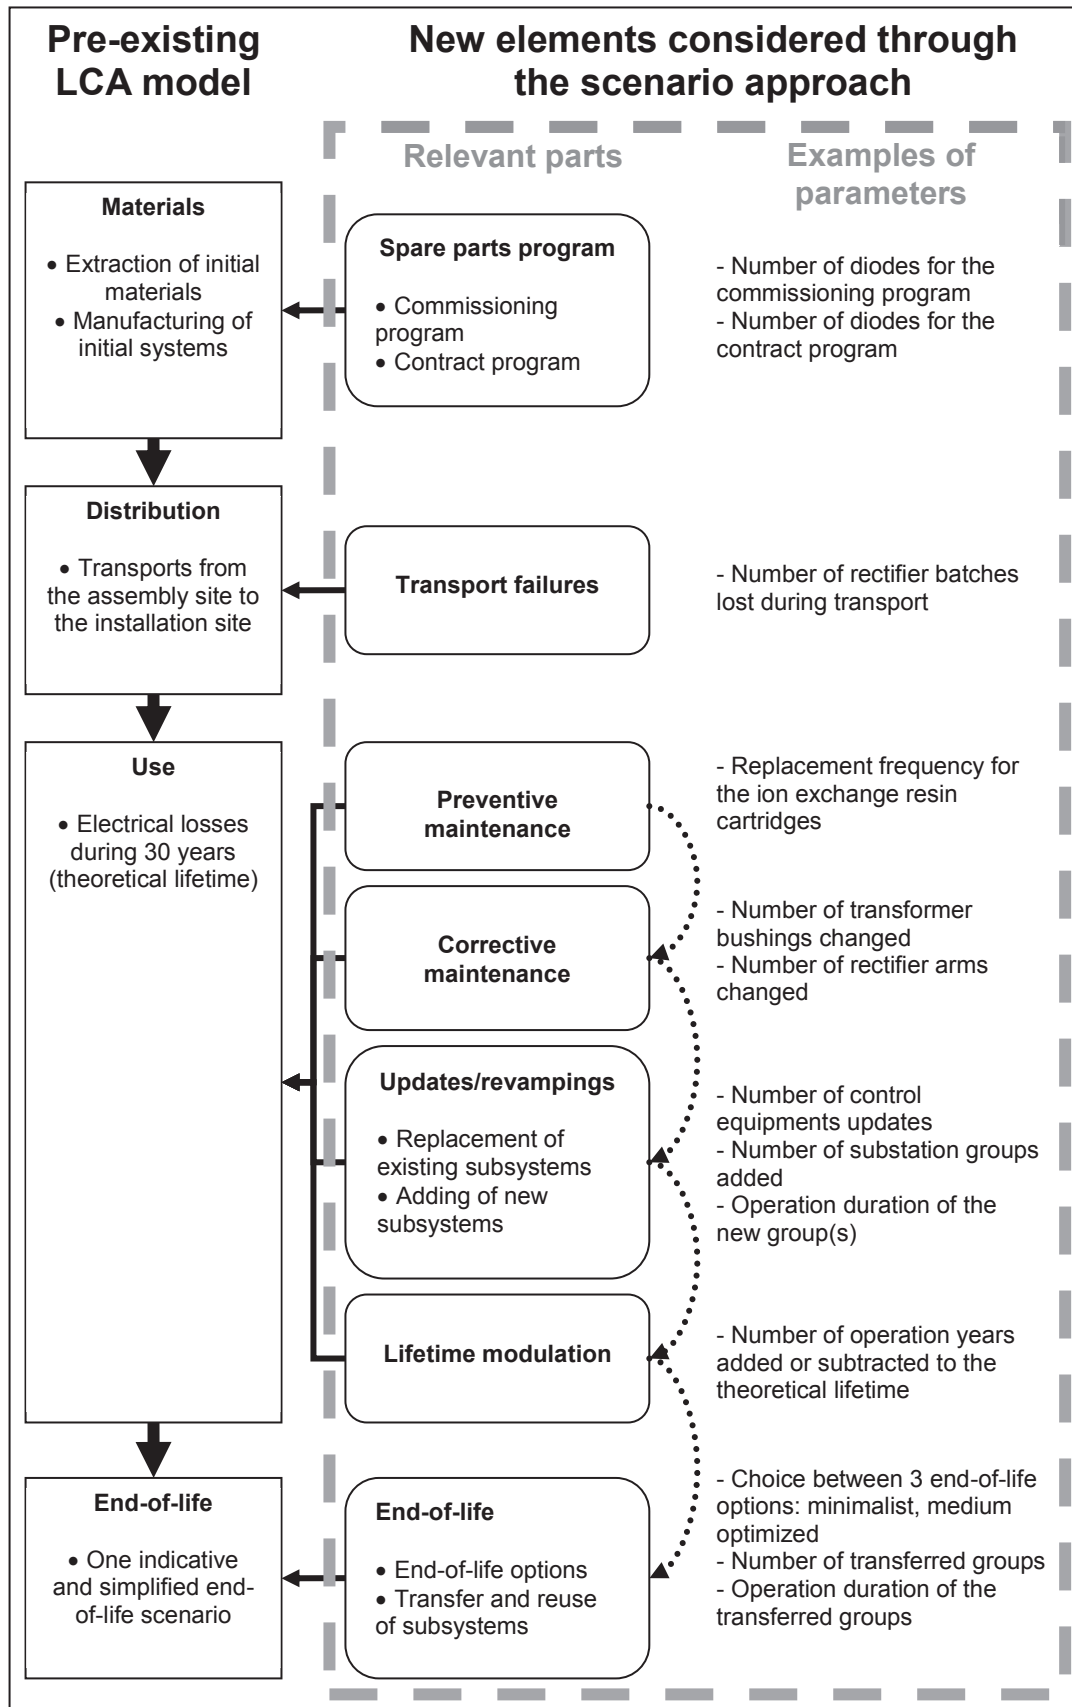 Pre-existing
LCA model
New elements considered through
the scenario approach
Relevant parts
Examples of
parameters
Materials
• Extraction of initial
materials
• Manufacturing of
initial systems
Spare parts program
• Commissioning
program
• Contract program
- Number of diodes for the
commissioning program
- Number of diodes for the
contract program
Distribution
• Transports from
the assembly site to
the installation site
Transport failures
- Number of rectifier batches
lost during transport
Use
• Electrical losses
during 30 years
(theoretical lifetime)
Preventive
maintenance
- Replacement frequency for
the ion exchange resin
cartridges
Corrective
maintenance
- Number of transformer
bushings changed
- Number of rectifier arms
changed
Updates/revampings
• Replacement of
existing subsystems
• Adding of new
subsystems
- Number of control
equipments updates
- Number of substation groups
added
- Operation duration of the
new group(s)
Lifetime modulation
- Number of operation years
added or subtracted to the
theoretical lifetime
End-of-life
• One indicative
and simplified end-
of-life scenario
End-of-life
• End-of-life options
• Transfer and reuse
of subsystems
- Choice between 3 end-of-life
options: minimalist, medium
optimized
- Number of transferred groups
- Operation duration of the
transferred groups